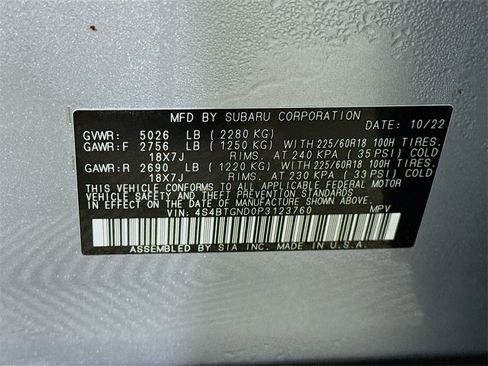 MFD BY SUBARU CORPORATION
DATE: 10/22
GVWR: 5026 LB (2280 KG)
GAWR:F 2756 LB (1250 KG) WITH 225/60R18 100H TIRES.
18X7J RIMS. AT 240 KPA (35 PSI) COLD
GAWR:R 2690 LB (1220 KG) WITH 225/60R18 100H TIRES.
18X7J RIMS. AT 230 KPA (33 PSI) COLD
THIS VEHICLE CONFORMS TO ALL APPLICABLE FEDERAL MOTOR
VEHICLE SAFETY, BUMPER, AND THEFT PREVENTION STANDARDS
IN EFFECT ON THE DATE OF MANUFACTURE SHOWN ABOVE.
VIN: 4S4BTGND0P3123760 MPV
ASSEMBLED BY SIA INC. MADE IN U.S.A.